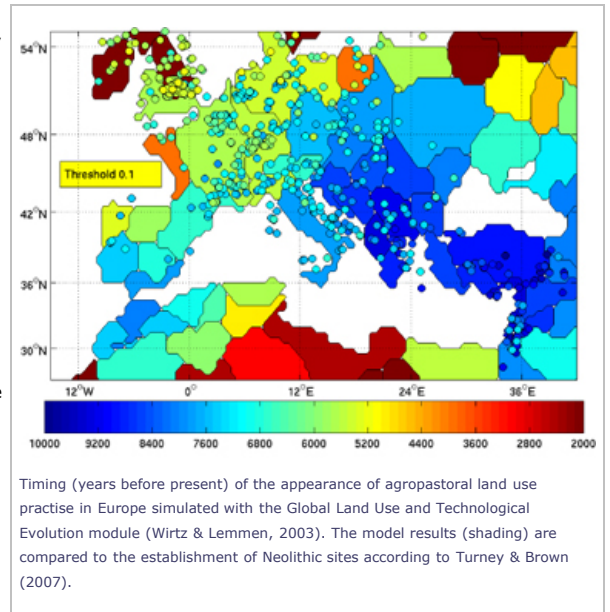 54°N
48°N
Threshold 0.1
42°N
36°N
30°N
12°W 0° 12°E 24°E 36°E
10000 9200 8400 7600 6800 6000 5200 4400 3600 2800 2000
Timing (years before present) of the appearance of agropastoral land use
practise in Europe simulated with the Global Land Use and Technological
Evolution module (Wirtz & Lemmen, 2003). The model results (shading) are
compared to the establishment of Neolithic sites according to Turney & Brown
(2007).